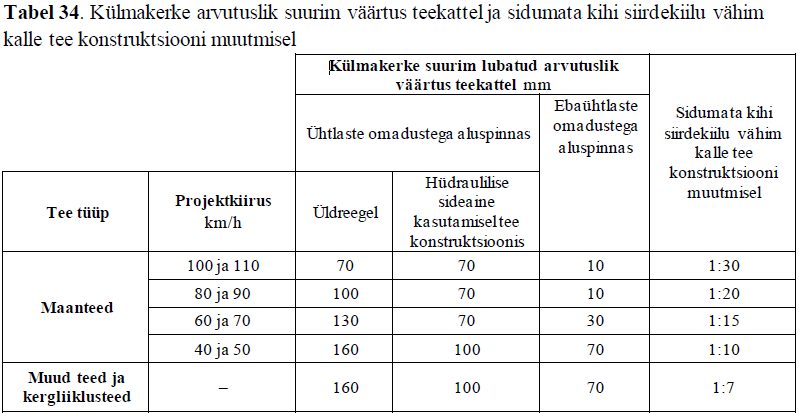 Tabel 34. Külmakerke arvutuslik suurim väärtus teekattel ja sidumata kihi siirdekiilu vähim
kalle tee konstruktsiooni muutmisel
Külmakerke suurim lubatud arvutuslik
väärtus teekattel mm
Sidumata kihi
siirdekiilu vähim
kalle tee
konstruktsiooni
muutmisel
Ühtlaste omadustega aluspinnas
Ebaühtlaste
omadustega
aluspinnas
Tee tüüp
Projektkiirus
km/h
Üldreegel
Hüdraulilise
sideaine
kasutamisel tee
konstruktsioonis
Maanteed
100 ja 110 70 70 10 1:30
80 ja 90 100 70 10 1:20
60 ja 70 130 70 30 1:15
40 ja 50 160 100 70 1:10
Muud teed ja
kergliiklusteed
– 160 100 70 1:7